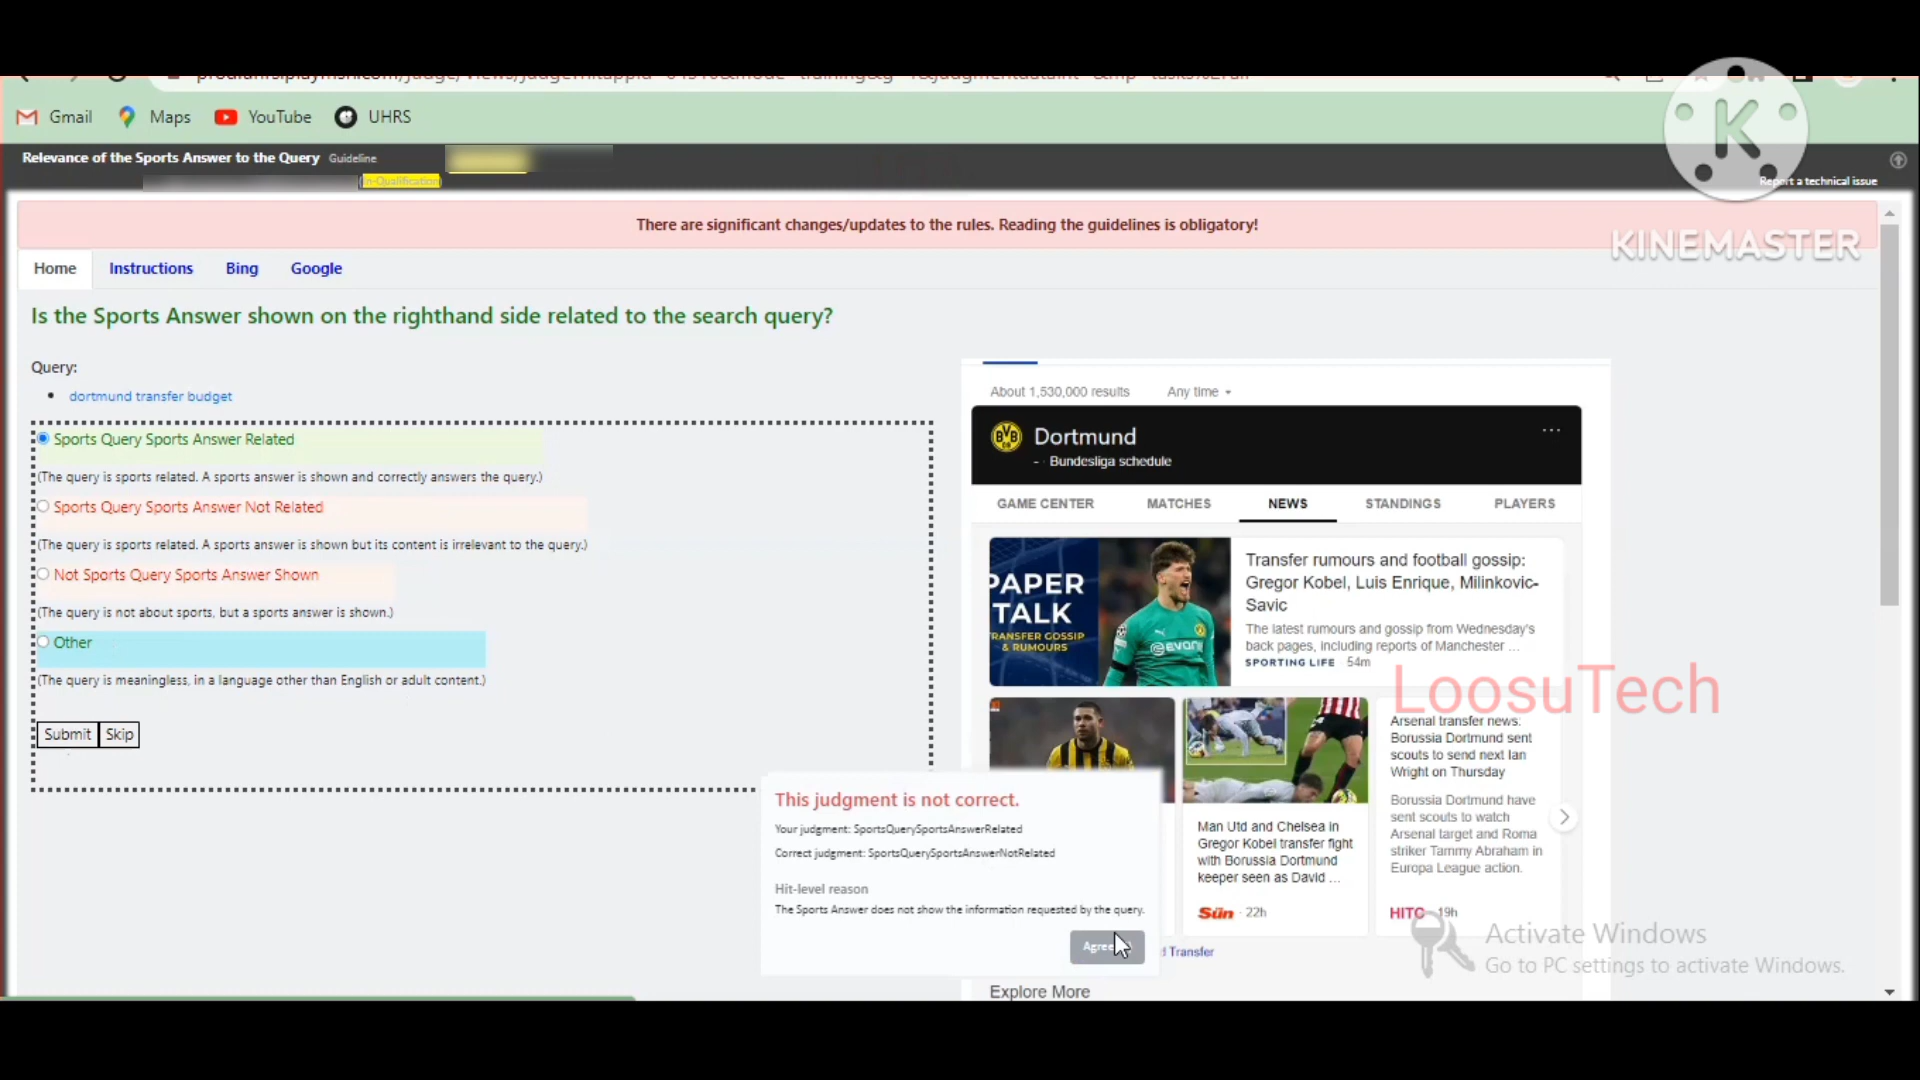 Gmail
Maps
YouTube
UHRS
Relevance of the Sports Answer to the Query Guideline
(In-Qualification)
Report a technical issue
K
KINEMASTER
There are significant changes/updates to the rules. Reading the guidelines is obligatory!
Home
Instructions
Bing
Google
Is the Sports Answer shown on the righthand side related to the search query?
Query:
dortmund transfer budget
Sports Query Sports Answer Related
(The query is sports related. A sports answer is shown and correctly answers the query.)
Sports Query Sports Answer Not Related
(The query is sports related. A sports answer is shown but its content is irrelevant to the query.)
Not Sports Query Sports Answer Shown
(The query is not about sports, but a sports answer is shown.)
Other
(The query is meaningless, in a language other than English or adult content.)
Submit
Skip
About 1,530,000 results
Any time
BVB
Dortmund
- · Bundesliga schedule
GAME CENTER
MATCHES
NEWS
STANDINGS
PLAYERS
PAPER
TALK
TRANSFER GOSSIP
& RUMOURS
Transfer rumours and football gossip:
Gregor Kobel, Luis Enrique, Milinkovic-
Savic
The latest rumours and gossip from Wednesday's
back pages, including reports of Manchester ...
SPORTING LIFE 54m
LoosuTech
Man Utd and Chelsea in
Gregor Kobel transfer fight
with Borussia Dortmund
keeper seen as David ...
Sun · 22h
Arsenal transfer news:
Borussia Dortmund sent
scouts to send next Ian
Wright on Thursday
Borussia Dortmund have
sent scouts to watch
Arsenal target and Roma
striker Tammy Abraham in
Europa League action.
HITC 19h
This judgment is not correct.
Your judgment: SportsQuerySportsAnswerRelated
Correct judgment: SportsQuerySportsAnswerNotRelated
Hit-level reason
The Sports Answer does not show the information requested by the query.
Transfer
Explore More
Activate Windows
Go to PC settings to activate Windows.